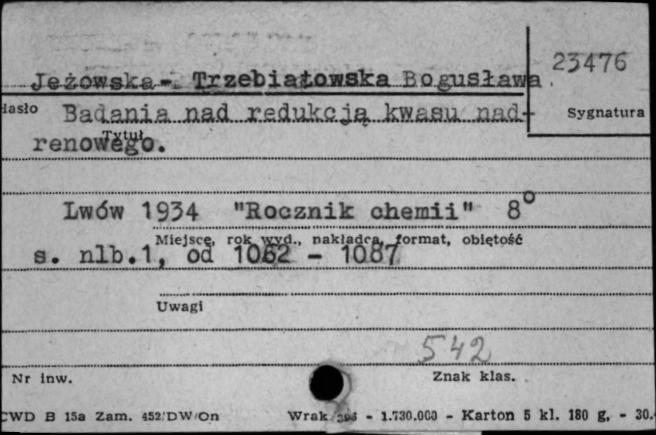 Jeżowska- Trzebiatowska Bogusława
23476
Hasło Badania nad redukcją kwasu nad-
Sygnatura
Tytuł
renowego.
Lwów 1934 "Rocznik chemii" 8°
Miejsce, rok wyd., nakładca, format, objętość
s. nlb.1, od 1062 - 1087
Uwagi
542
Nr inw.
Znak klas.
CWD B 15a Zam. 452/DW/On Wrak - 1.730.000 - Karton 5 kl. 180 g. - 30.